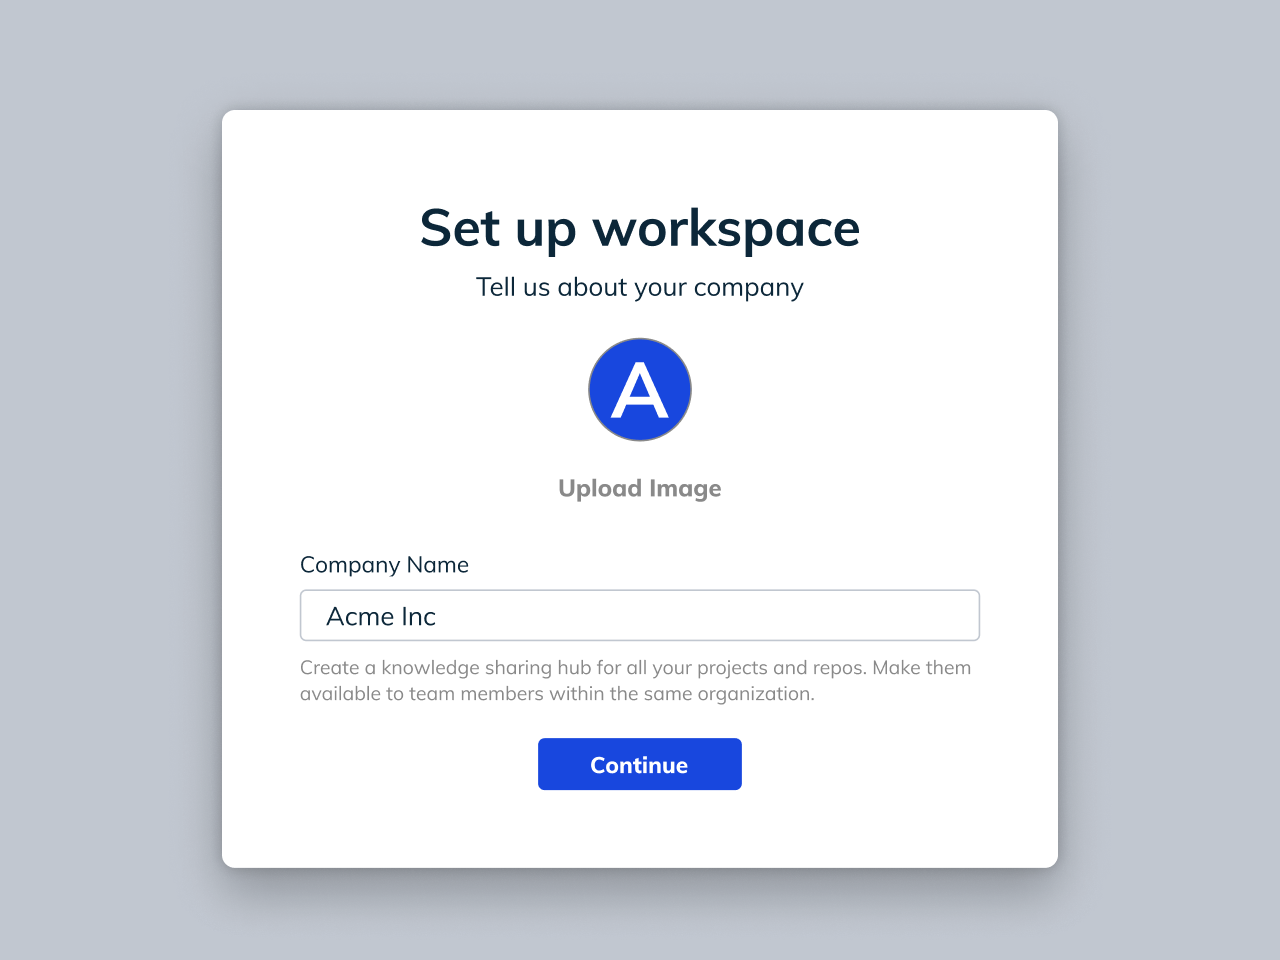 Set up workspace
Tell us about your company
A
Upload Image
Company Name
Acme Inc
Create a knowledge sharing hub for all your projects and repos. Make them
available to team members within the same organization.
Continue